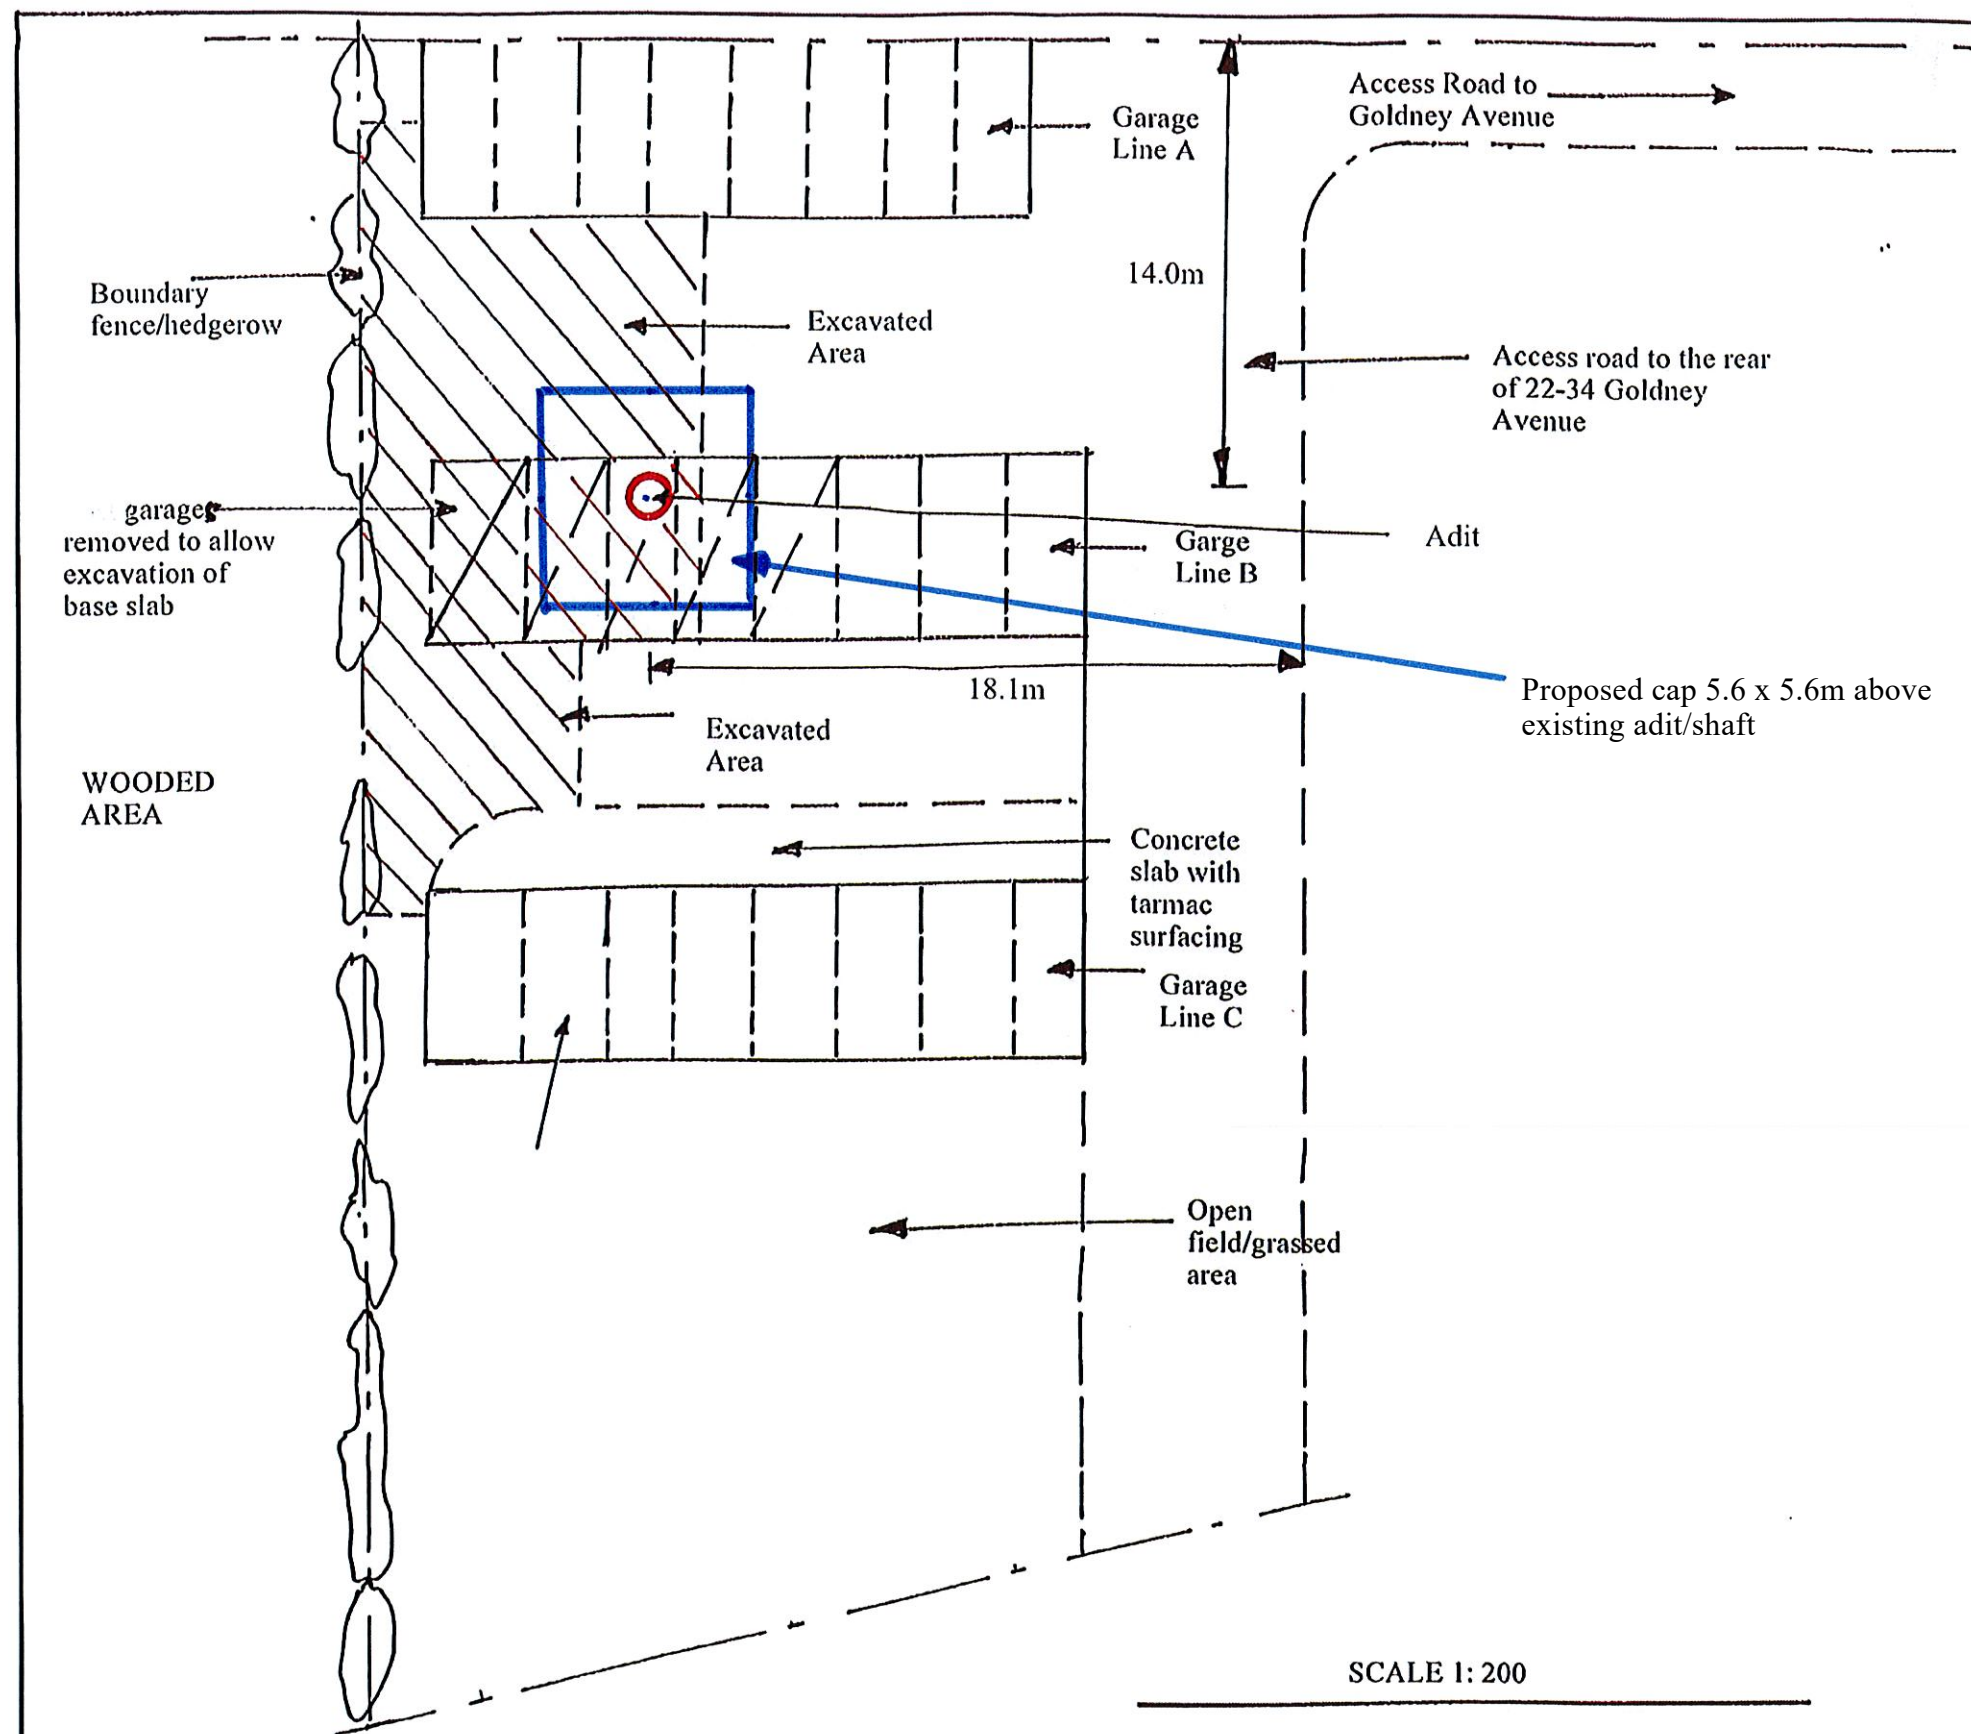 Access Road to
Goldney Avenue
Garage
Line A
14.0m
Boundary
fence/hedgerow
Excavated
Area
Access road to the rear
of 22-34 Goldney
Avenue
garages
removed to allow
excavation of
base slab
Adit
Garge
Line B
18.1m
Proposed cap 5.6 x 5.6m above
existing adit/shaft
Excavated
Area
WOODED
AREA
Concrete
slab with
tarmac
surfacing
Garage
Line C
Open
field/grassed
area
SCALE 1: 200